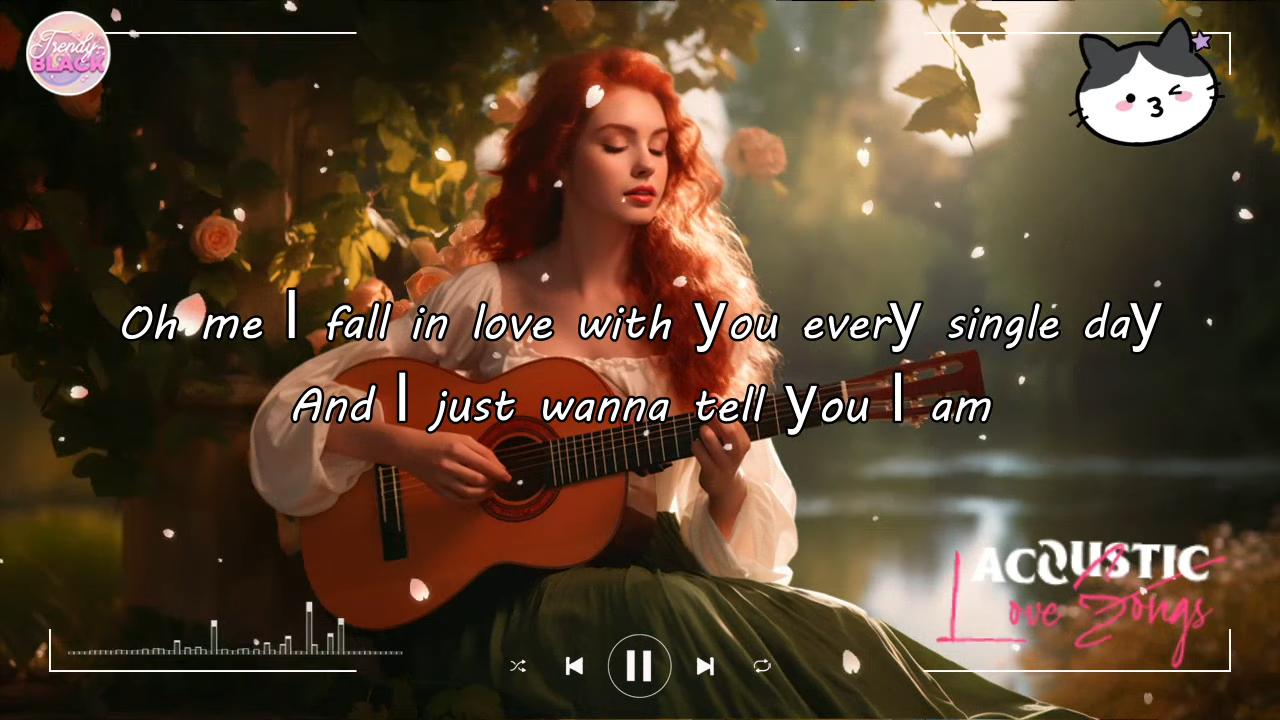 Trendy
BLACK
Oh me I fall in love with you every single day
And I just wanna tell you I am
ACOUSTIC
Love Songs